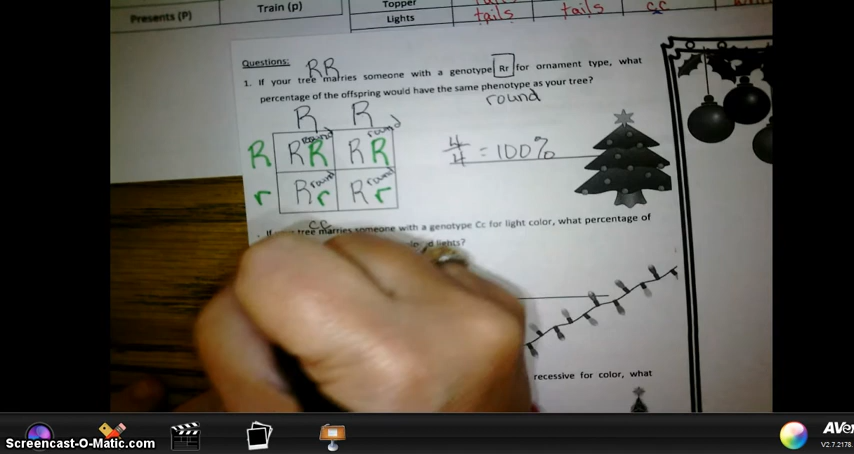 Presents (P)
Train (p)
Topper
Lights
tails
tails
cc
Questions:
RR
1. If your tree marries someone with a genotype Rr for ornament type, what
percentage of the offspring would have the same phenotype as your tree?
round
R R
R RR round RR round
r Rr round Rr round
4/4 = 100%
cc
tree marries someone with a genotype Cc for light color, what percentage of
lights?
recessive for color, what
Screencast-O-Matic.com
AVer
V2.7.2178.